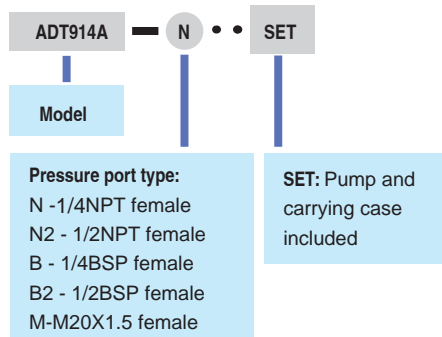 ADT914A — N • • SET
Model
Pressure port type:
N -1/4NPT female
N2 - 1/2NPT female
B - 1/4BSP female
B2 - 1/2BSP female
M-M20X1.5 female
SET: Pump and
carrying case
included